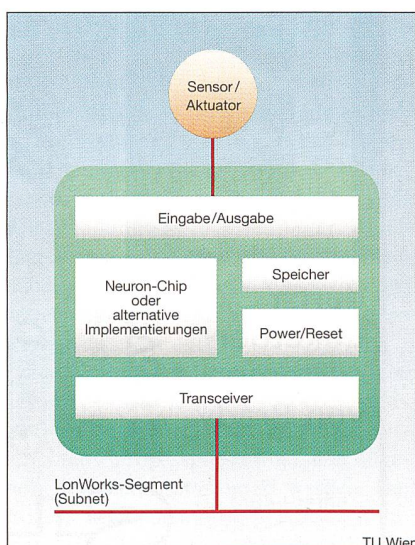 Sensor/
Aktuator
Eingabe/Ausgabe
Neuron-Chip
oder
alternative
Implementierungen
Speicher
Power/Reset
Transceiver
LonWorks-Segment
(Subnet)
TU Wien